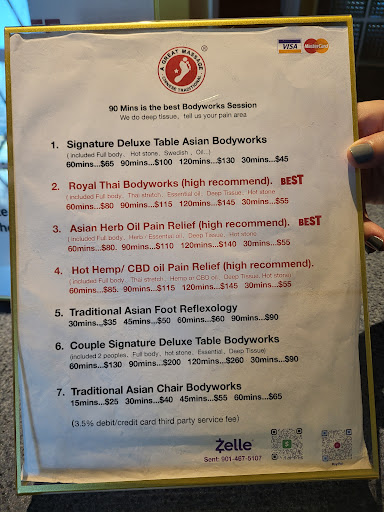 A GREAT MASSAGE
CHINESE TRADITIONAL
®
VISA MasterCard
90 Mins is the best Bodyworks Session
We do deep tissue, tell us your pain area
1. Signature Deluxe Table Asian Bodyworks
(included Full body, Hot stone, Swedish, Oil...)
60mins...$65 90mins...$100 120mins...$130 30mins...$45
2. Royal Thai Bodyworks (high recommend). BEST
(included Full body, Thai stretch, Essential oil, Deep Tissue, Hot stone
60mins...$80 90mins...$115 120mins...$145 30mins...$55
3. Asian Herb Oil Pain Relief (high recommend). BEST
(included Full body, Herb Essential oil, Deep Tissue, Hot stone
60mins...$80. 90mins...$110 120mins...$140 30mins...$55
4. Hot Hemp/ CBD oil Pain Relief (high recommend).
(included Full body, Thai stretch, Hemp or CBD oil, Deep Tissue, Hot stone)
60mins...$85. 90mins...$115 120mins...$145 30mins...$55
5. Traditional Asian Foot Reflexology
30mins...$35 45mins...$50 60mins...$60 90mins...$90
6. Couple Signature Deluxe Table Bodyworks
(included 2 peoples, Full body, hot stone, Essential, Deep Tissue)
60mins...$130 90mins...$200 120mins...$260 30mins...$90
7. Traditional Asian Chair Bodyworks
15mins...$25 30mins...$40 45mins...$55 60mins...$65
(3.5% debit/credit card third party service fee)
Zelle
Sent: 901-467-5107
PayPal